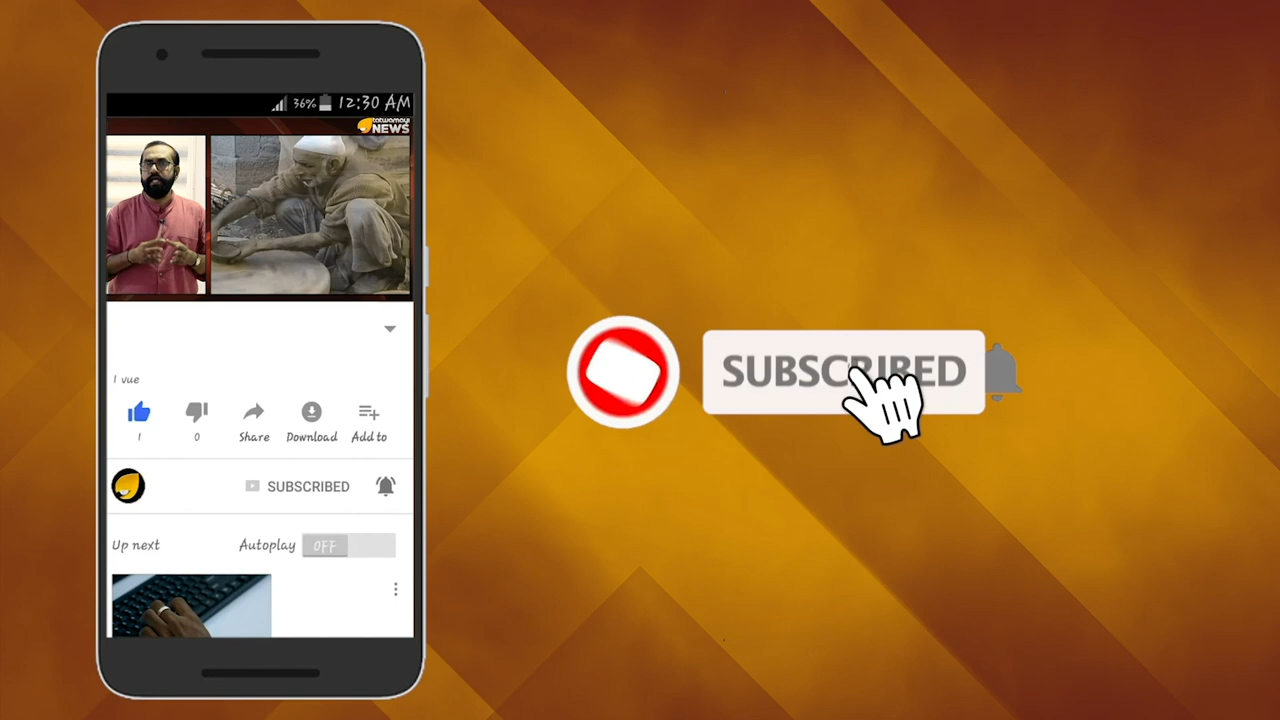 36% 12:30 AM
tatwamayi
NEWS
1 vue
1 0 Share Download Add to
SUBSCRIBED
Up next Autoplay OFF
SUBSCRIBED